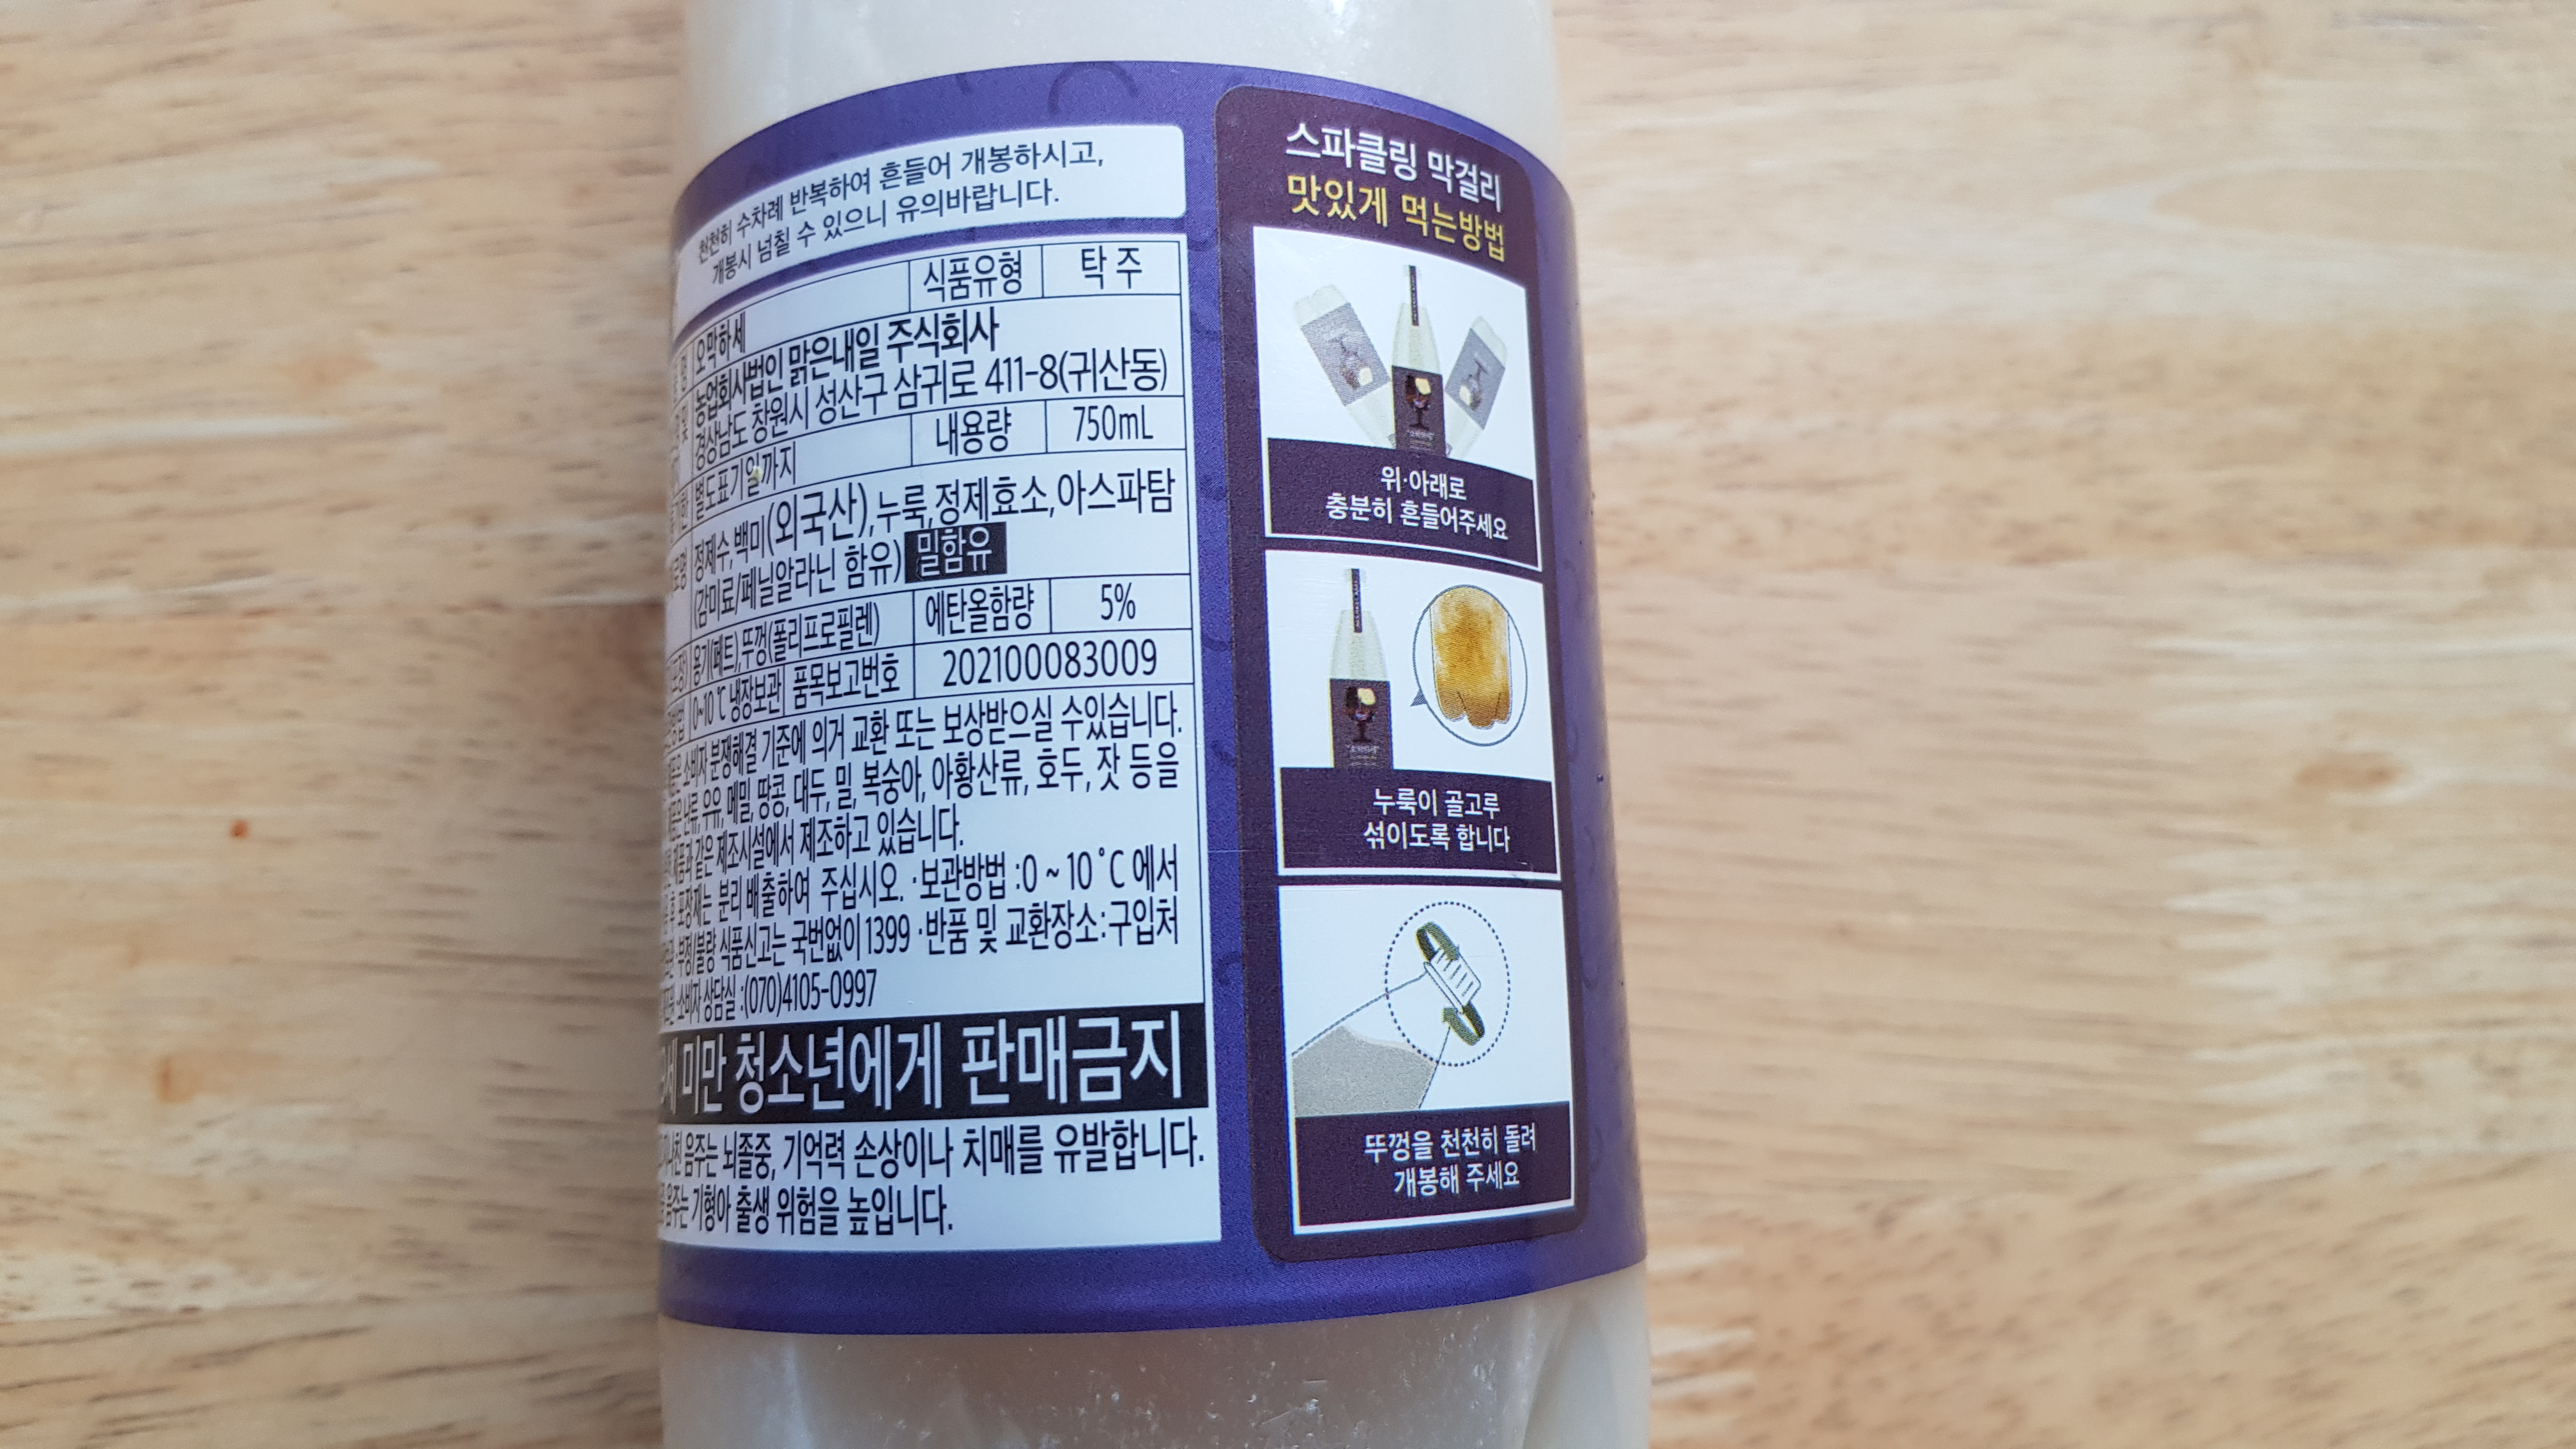 천천히 수차례 반복하여 흔들어 개봉하시고,
개봉시 넘칠 수 있으니 유의바랍니다.
오막하세 식품유형 탁주
농업회사법인 맑은내일 주식회사
경상남도 창원시 성산구 삼귀로 411-8(귀산동)
별도표기일까지 내용량 750mL
정제수,백미(외국산),누룩,정제효소,아스파탐
(감미료/페닐알라닌 함유) 밀함유
용기(페트),뚜껑(폴리프로필렌) 에탄올함량 5%
0~10℃ 냉장보관 품목보고번호 202100083009
소비자 분쟁해결 기준에 의거 교환 또는 보상받으실 수있습니다.
난류, 우유, 메밀, 땅콩, 대두, 밀, 복숭아, 아황산류, 호두, 잣 등을
제품과 같은 제조시설에서 제조하고 있습니다.
포장재는 분리 배출하여 주십시오. ·보관방법 :0 ~ 10˚C 에서
·부정/불량 식품신고는 국번없이 1399 ·반품 및 교환장소:구입처
·소비자 상담실 :(070)4105-0997
미만 청소년에게 판매금지
음주는 뇌졸중, 기억력 손상이나 치매를 유발합니다.
음주는 기형아 출생 위험을 높입니다.
스파클링 막걸리
맛있게 먹는방법
위·아래로
충분히 흔들어주세요
누룩이 골고루
섞이도록 합니다
뚜껑을 천천히 돌려
개봉해 주세요